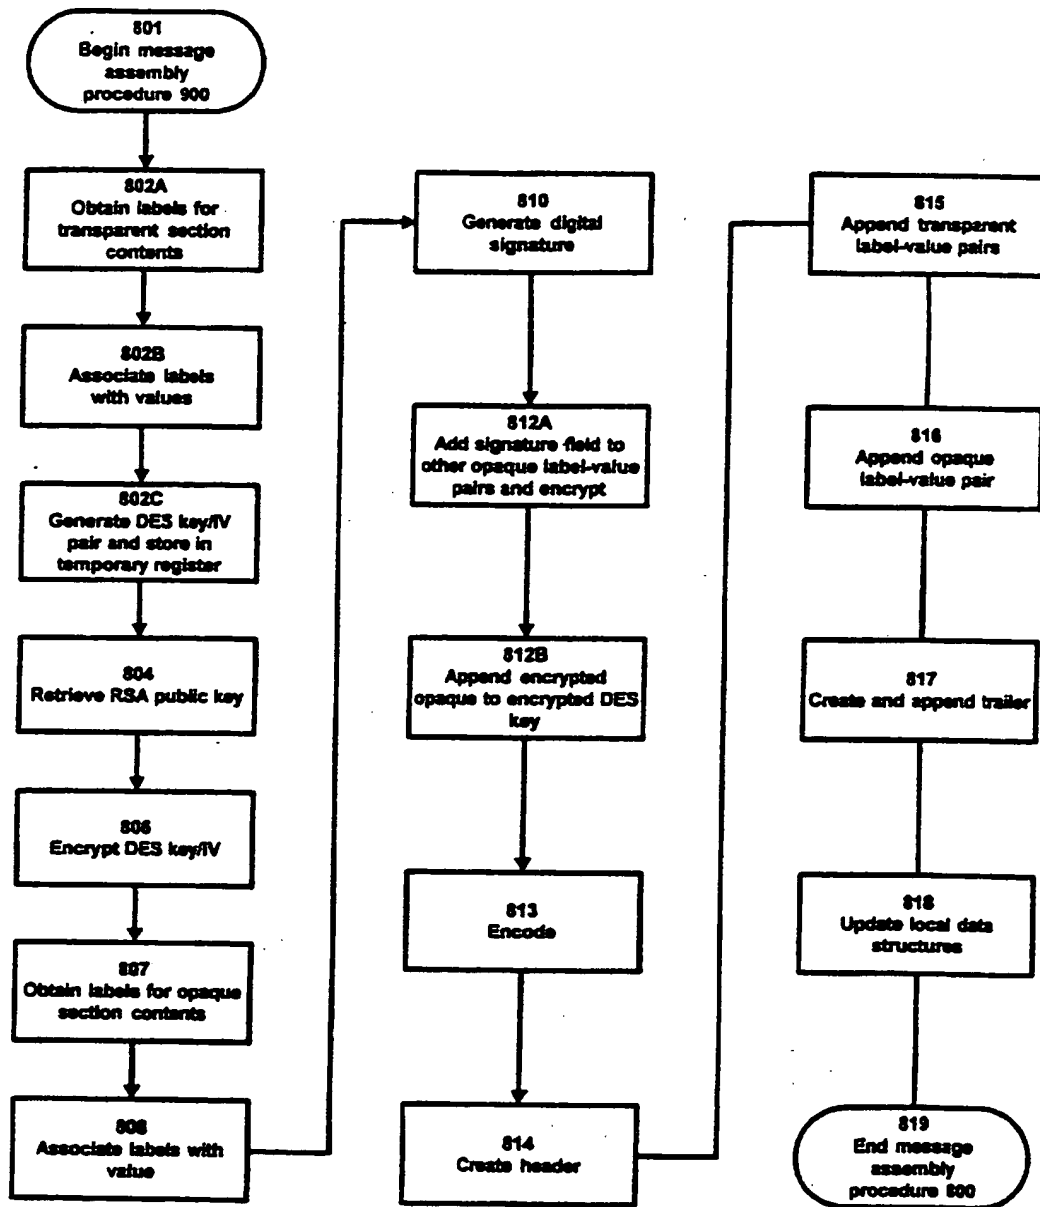 801
Begin message
assembly
procedure 900
802A
Obtain labels for
transparent section
contents
802B
Associate labels
with values
802C
Generate DES key/IV
pair and store in
temporary register
804
Retrieve RSA public key
806
Encrypt DES key/IV
807
Obtain labels for opaque
section contents
808
Associate labels with
value
810
Generate digital
signature
812A
Add signature field to
other opaque label-value
pairs and encrypt
812B
Append encrypted
opaque to encrypted DES
key
813
Encode
814
Create header
815
Append transparent
label-value pairs
816
Append opaque
label-value pair
817
Create and append trailer
818
Update local data
structures
819
End message
assembly
procedure 800